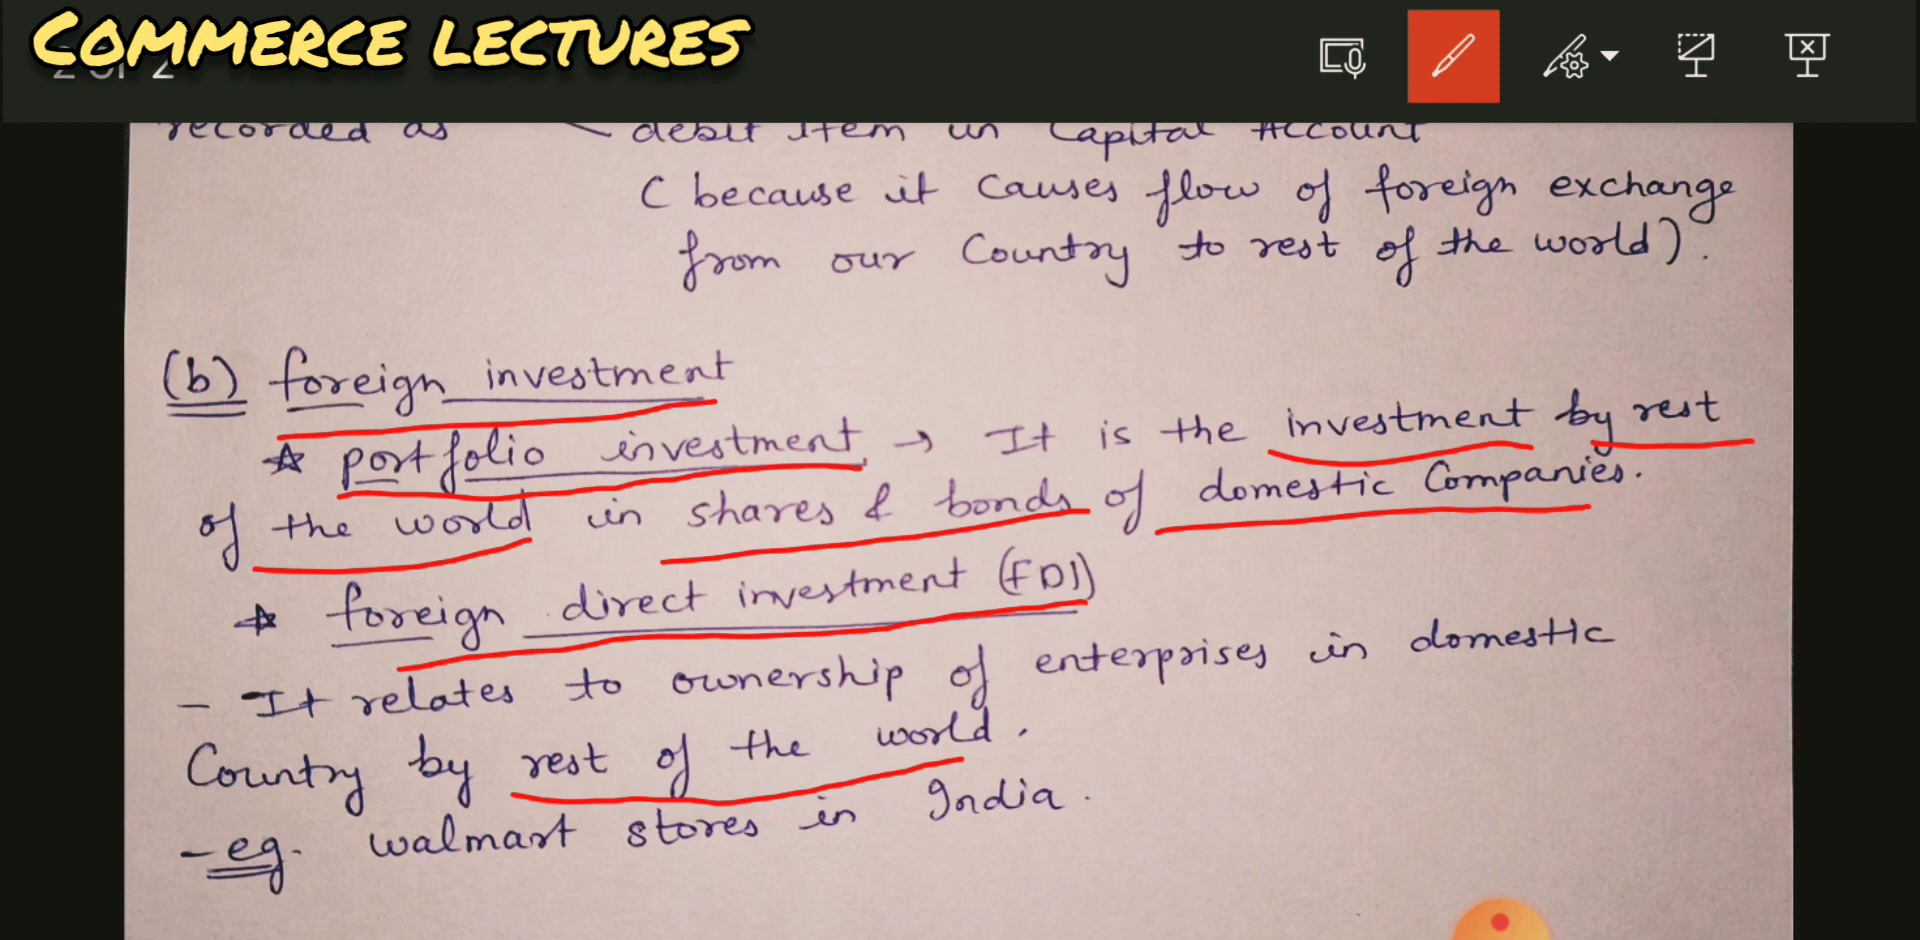 COMMERCE LECTURES
2 of 2
recorded as debit item in Capital Account
( because it causes flow of foreign exchange
from our Country to rest of the world).
(b) foreign investment
☆ portfolio investment → It is the investment by rest
of the world in shares & bonds of domestic Companies.
☆ foreign direct investment (FDI)
- It relates to ownership of enterprises in domestic
Country by rest of the world.
- eg. walmart stores in India.